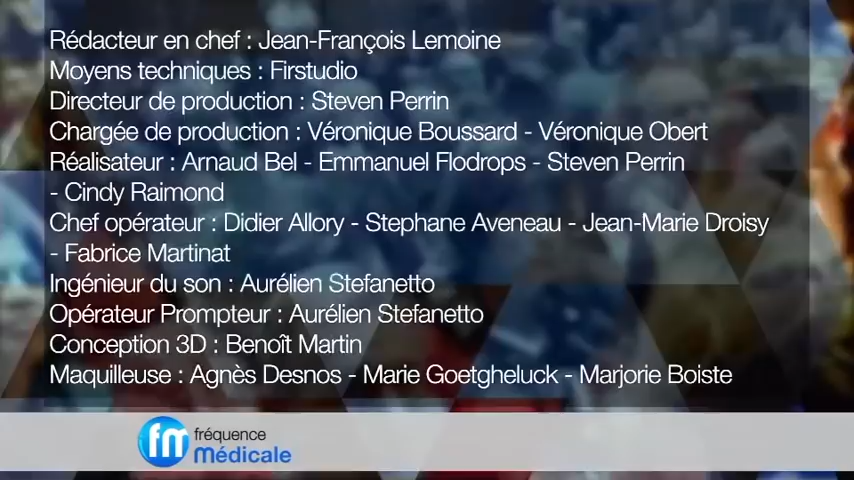 Rédacteur en chef : Jean-François Lemoine
Moyens techniques : Firstudio
Directeur de production : Steven Perrin
Chargée de production : Véronique Boussard - Véronique Obert
Réalisateur : Arnaud Bel - Emmanuel Flodrops - Steven Perrin
- Cindy Raimond
Chef opérateur : Didier Allory - Stephane Aveneau - Jean-Marie Droisy
- Fabrice Martinat
Ingénieur du son : Aurélien Stefanetto
Opérateur Prompteur : Aurélien Stefanetto
Conception 3D : Benoît Martin
Maquilleuse : Agnès Desnos - Marie Goetgheluck - Marjorie Boiste
fm fréquence
médicale